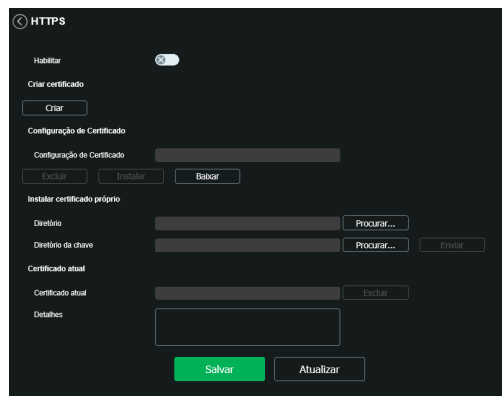 HTTPS
Habilitar
Criar certificado
Criar
Configuração de Certificado
Configuração de Certificado
Excluir Instalar Baixar
Instalar certificado próprio
Diretório Procurar...
Diretório da chave Procurar... Enviar
Certificado atual
Certificado atual Excluir
Detalhes
Salvar Atualizar